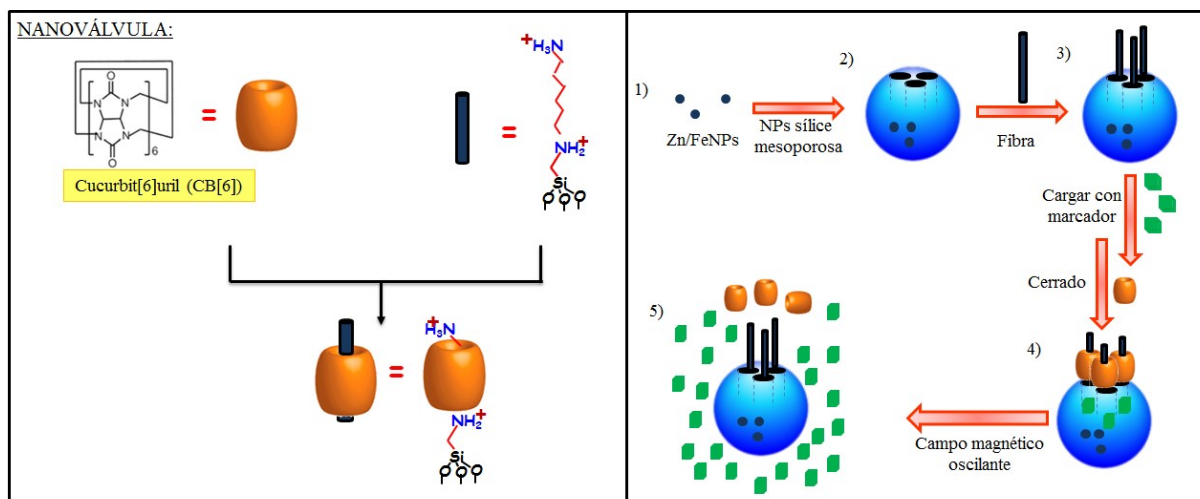 NANOVÁLVULA:
O
N N
N N
O
6
=
Cucurbit[6]uril (CB[6])
=
+H₃N
NH₂+
Si
O O O
=
+H₃N
NH₂+
Si
O O O
1)
Zn/FeNPs
NPs sílice
mesoporosa
2)
Fibra
3)
Cargar con
marcador
Cerrado
4)
Campo magnético
oscilante
5)